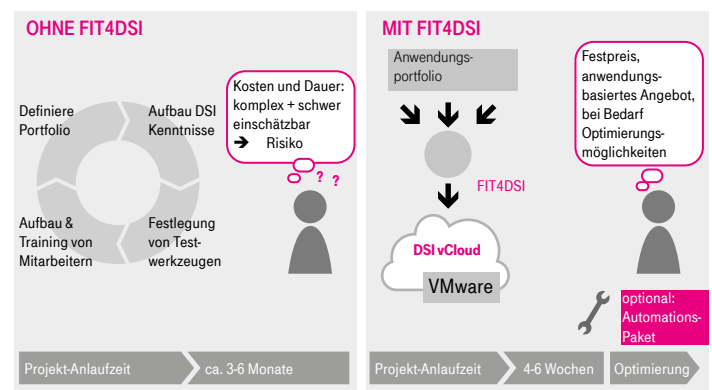 OHNE FIT4DSI
Definiere
Portfolio
Aufbau DSI
Kenntnisse
Aufbau &
Training von
Mitarbeitern
Festlegung
von Test-
werkzeugen
Kosten und Dauer:
komplex + schwer
einschätzbar
➔ Risiko
? ?
Projekt-Anlaufzeit
ca. 3-6 Monate
MIT FIT4DSI
Anwendungs-
portfolio
FIT4DSI
DSI vCloud
VMware
Festpreis,
anwendungs-
basiertes Angebot,
bei Bedarf
Optimierungs-
möglichkeiten
optional:
Automations-
Paket
Projekt-Anlaufzeit
4-6 Wochen
Optimierung